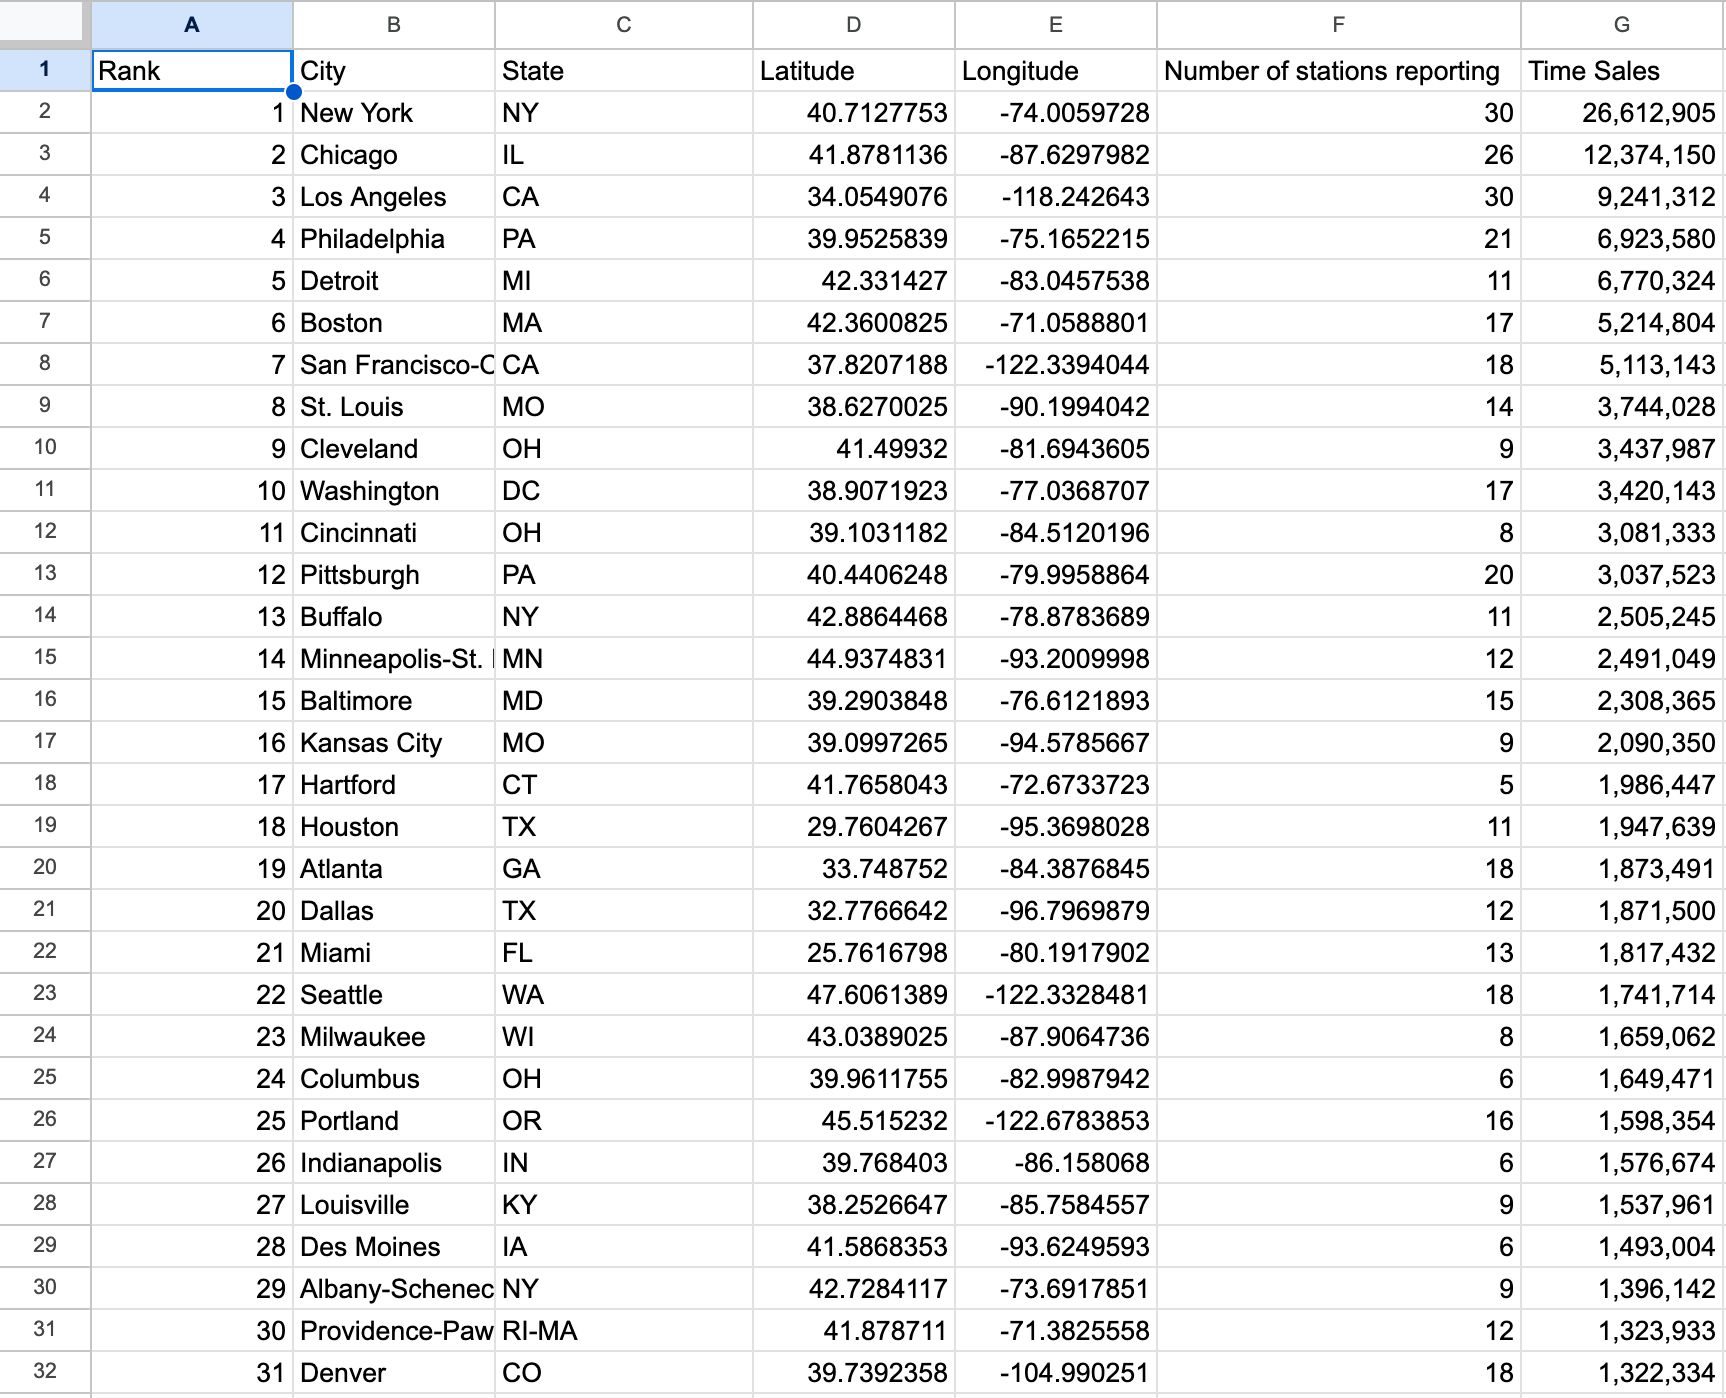 A B C D E F G
1 Rank City State Latitude Longitude Number of stations reporting Time Sales
2 1 New York NY 40.7127753 -74.0059728 30 26,612,905
3 2 Chicago IL 41.8781136 -87.6297982 26 12,374,150
4 3 Los Angeles CA 34.0549076 -118.242643 30 9,241,312
5 4 Philadelphia PA 39.9525839 -75.1652215 21 6,923,580
6 5 Detroit MI 42.331427 -83.0457538 11 6,770,324
7 6 Boston MA 42.3600825 -71.0588801 17 5,214,804
8 7 San Francisco-C CA 37.8207188 -122.3394044 18 5,113,143
9 8 St. Louis MO 38.6270025 -90.1994042 14 3,744,028
10 9 Cleveland OH 41.49932 -81.6943605 9 3,437,987
11 10 Washington DC 38.9071923 -77.0368707 17 3,420,143
12 11 Cincinnati OH 39.1031182 -84.5120196 8 3,081,333
13 12 Pittsburgh PA 40.4406248 -79.9958864 20 3,037,523
14 13 Buffalo NY 42.8864468 -78.8783689 11 2,505,245
15 14 Minneapolis-St. MN 44.9374831 -93.2009998 12 2,491,049
16 15 Baltimore MD 39.2903848 -76.6121893 15 2,308,365
17 16 Kansas City MO 39.0997265 -94.5785667 9 2,090,350
18 17 Hartford CT 41.7658043 -72.6733723 5 1,986,447
19 18 Houston TX 29.7604267 -95.3698028 11 1,947,639
20 19 Atlanta GA 33.748752 -84.3876845 18 1,873,491
21 20 Dallas TX 32.7766642 -96.7969879 12 1,871,500
22 21 Miami FL 25.7616798 -80.1917902 13 1,817,432
23 22 Seattle WA 47.6061389 -122.3328481 18 1,741,714
24 23 Milwaukee WI 43.0389025 -87.9064736 8 1,659,062
25 24 Columbus OH 39.9611755 -82.9987942 6 1,649,471
26 25 Portland OR 45.515232 -122.6783853 16 1,598,354
27 26 Indianapolis IN 39.768403 -86.158068 6 1,576,674
28 27 Louisville KY 38.2526647 -85.7584557 9 1,537,961
29 28 Des Moines IA 41.5868353 -93.6249593 6 1,493,004
30 29 Albany-Schenec NY 42.7284117 -73.6917851 9 1,396,142
31 30 Providence-Paw RI-MA 41.878711 -71.3825558 12 1,323,933
32 31 Denver CO 39.7392358 -104.990251 18 1,322,334